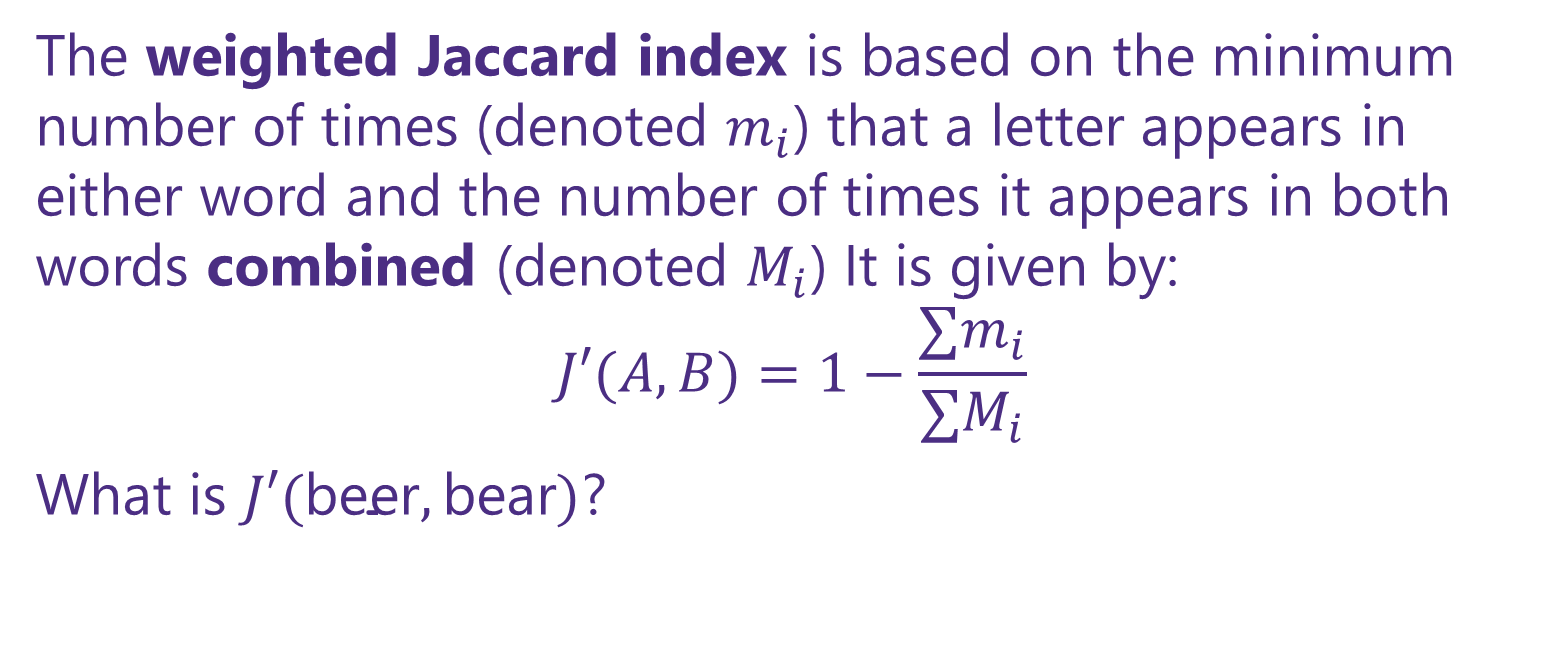 The weighted Jaccard index is based on the minimum
number of times (denoted 𝑚ᵢ) that a letter appears in
either word and the number of times it appears in both
words combined (denoted 𝑀ᵢ) It is given by:
𝐽′(𝐴, 𝐵) = 1 − ∑𝑚ᵢ / ∑𝑀ᵢ
What is 𝐽′(beer, bear)?